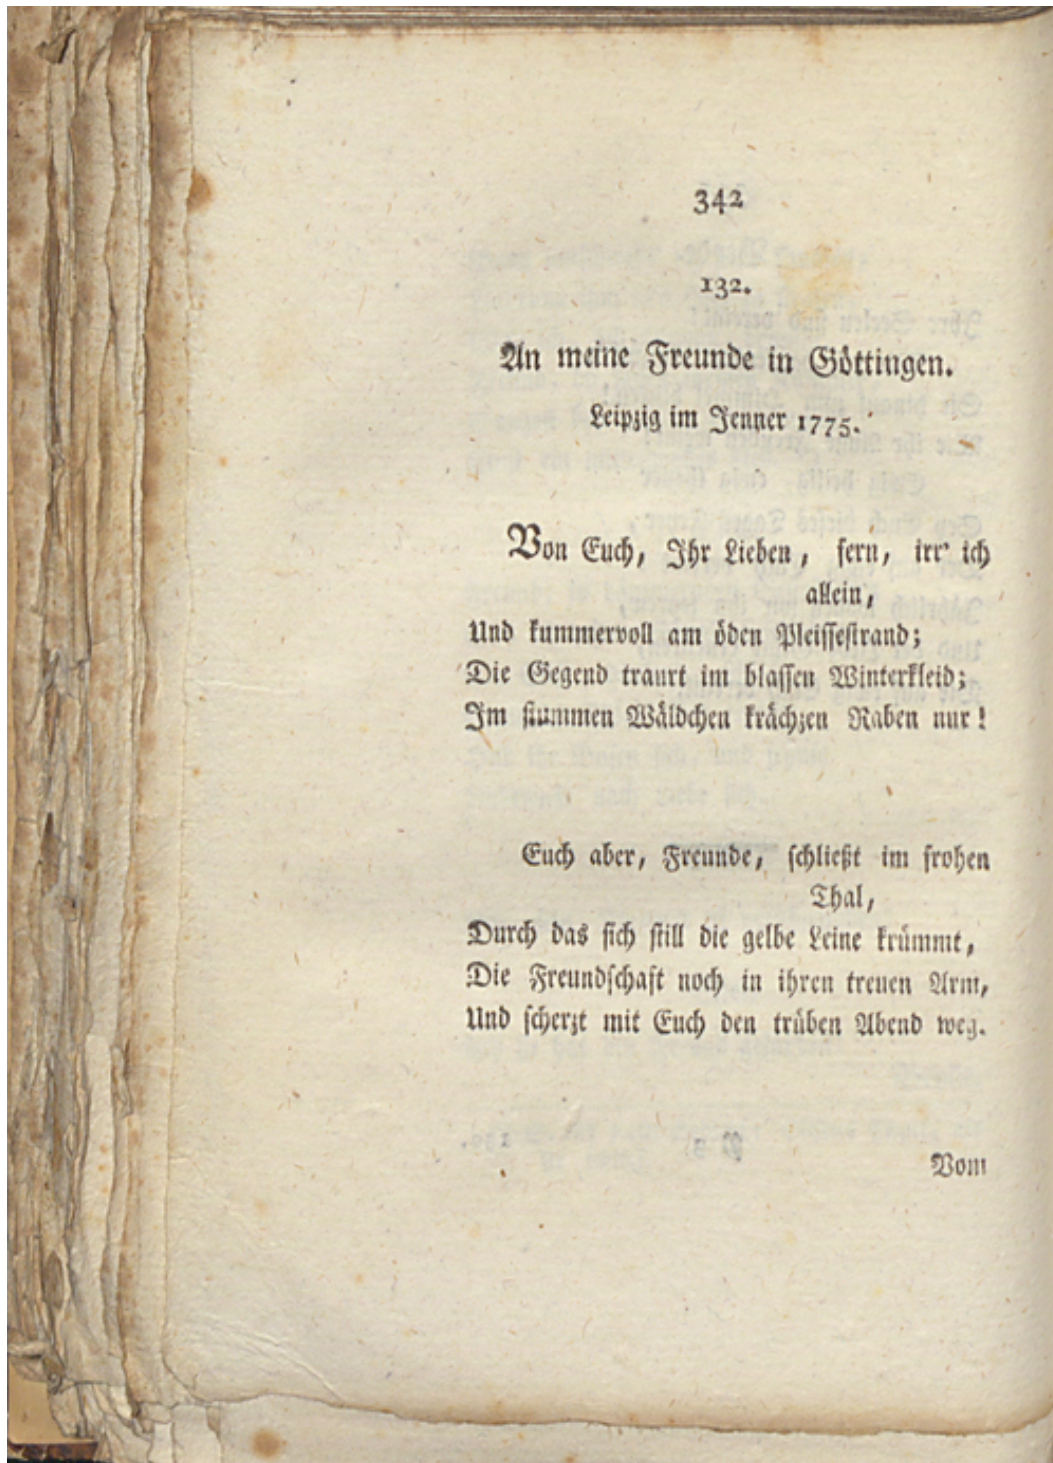 342
132.
An meine Freunde in Göttingen.
Leipzig im Jenner 1775.
Von Euch, Ihr Lieben, fern, irr' ich
allein,
Und kummervoll am öden Pleissestrand;
Die Gegend traurt im blassen Winterkleid;
Im stummen Wäldchen krächzen Raben nur!
Euch aber, Freunde, schließt im frohen
Thal,
Durch das sich still die gelbe Leine krümmt,
Die Freundschaft noch in ihren treuen Arm,
Und scherzt mit Euch den trüben Abend weg.
Vom